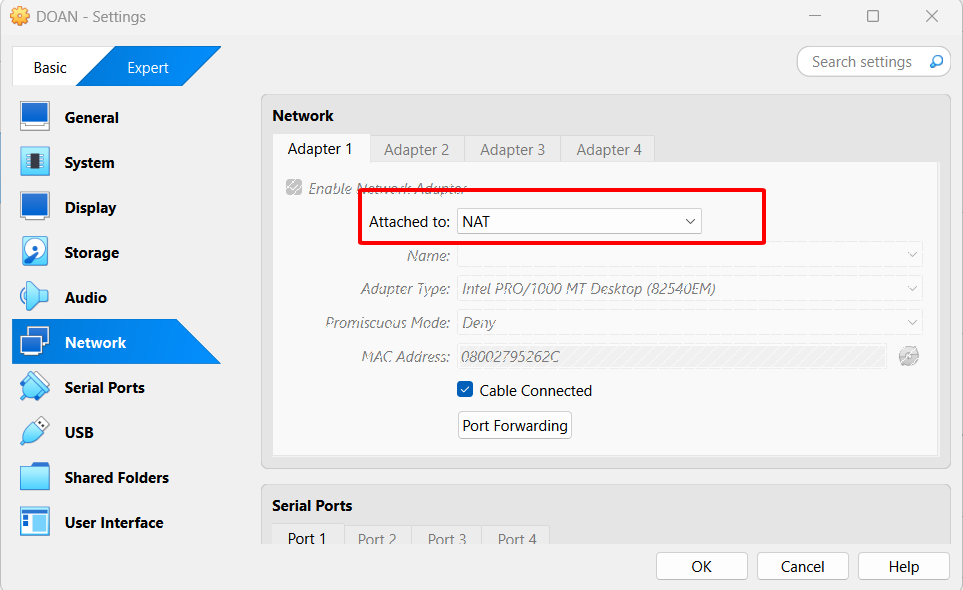 DOAN - Settings
Basic
Expert
Search settings
General
System
Display
Storage
Audio
Network
Serial Ports
USB
Shared Folders
User Interface
Network
Adapter 1 Adapter 2 Adapter 3 Adapter 4
Enable Network Adapter
Attached to: NAT
Name:
Adapter Type: Intel PRO/1000 MT Desktop (82540EM)
Promiscuous Mode: Deny
MAC Address: 08002795262C
Cable Connected
Port Forwarding
Serial Ports
Port 1 Port 2 Port 3 Port 4
OK Cancel Help